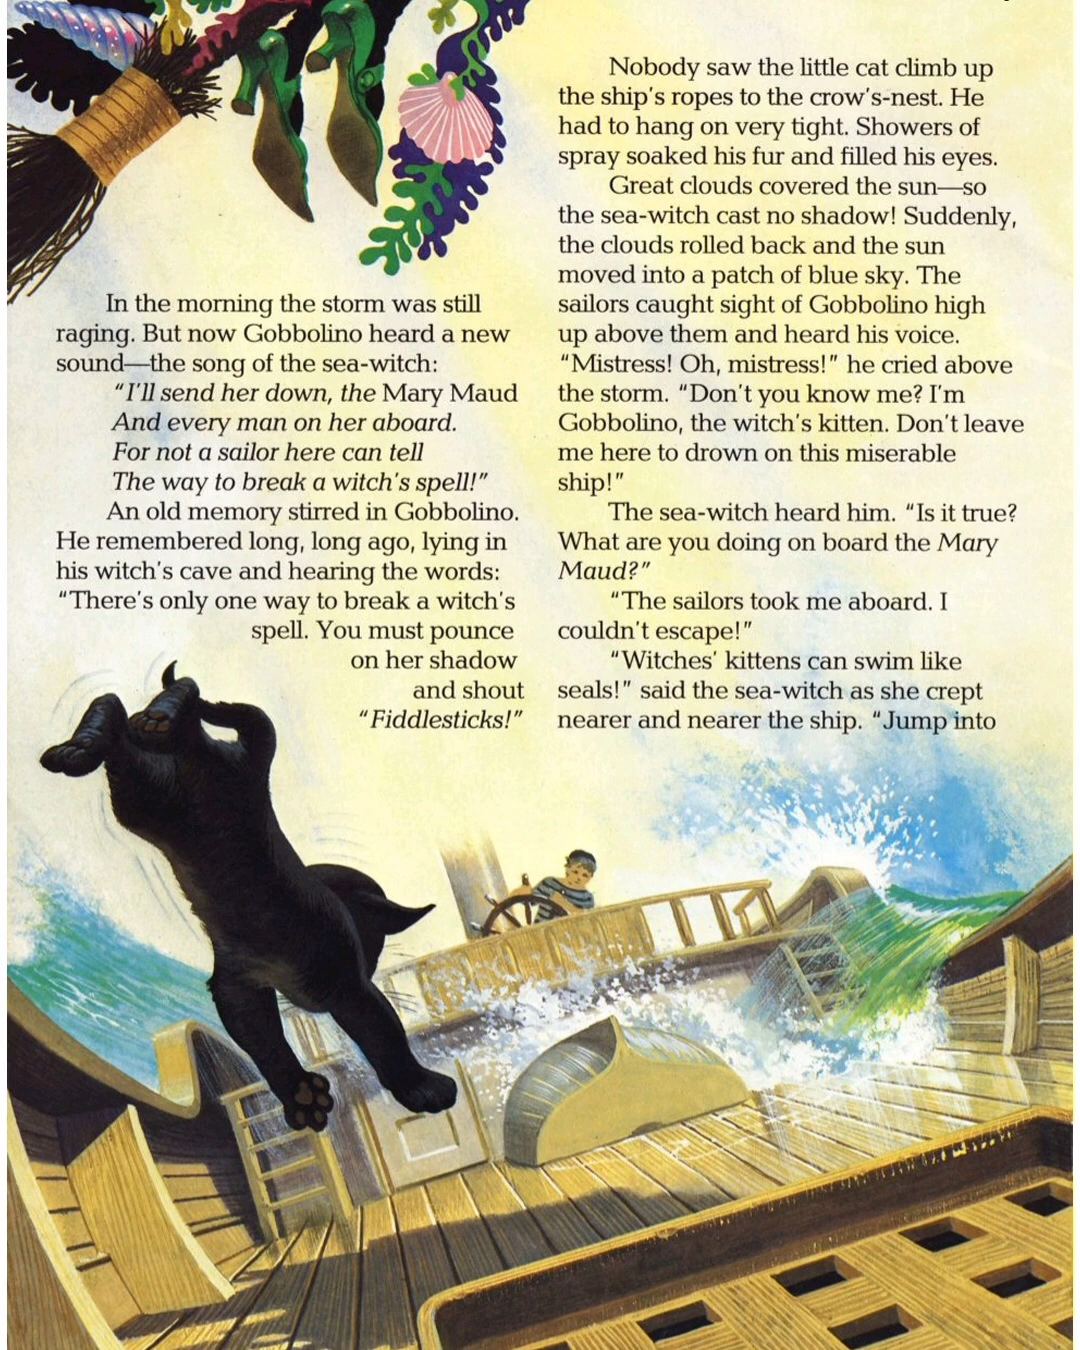 In the morning the storm was still
raging. But now Gobbolino heard a new
sound—the song of the sea-witch:
“I’ll send her down, the Mary Maud
And every man on her aboard.
For not a sailor here can tell
The way to break a witch’s spell!”
An old memory stirred in Gobbolino.
He remembered long, long ago, lying in
his witch’s cave and hearing the words:
“There’s only one way to break a witch’s
spell. You must pounce
on her shadow
and shout
“Fiddlesticks!”
Nobody saw the little cat climb up
the ship’s ropes to the crow’s-nest. He
had to hang on very tight. Showers of
spray soaked his fur and filled his eyes.
Great clouds covered the sun—so
the sea-witch cast no shadow! Suddenly,
the clouds rolled back and the sun
moved into a patch of blue sky. The
sailors caught sight of Gobbolino high
up above them and heard his voice.
“Mistress! Oh, mistress!” he cried above
the storm. “Don’t you know me? I’m
Gobbolino, the witch’s kitten. Don’t leave
me here to drown on this miserable
ship!”
The sea-witch heard him. “Is it true?
What are you doing on board the Mary
Maud?”
“The sailors took me aboard. I
couldn’t escape!”
“Witches’ kittens can swim like
seals!” said the sea-witch as she crept
nearer and nearer the ship. “Jump into